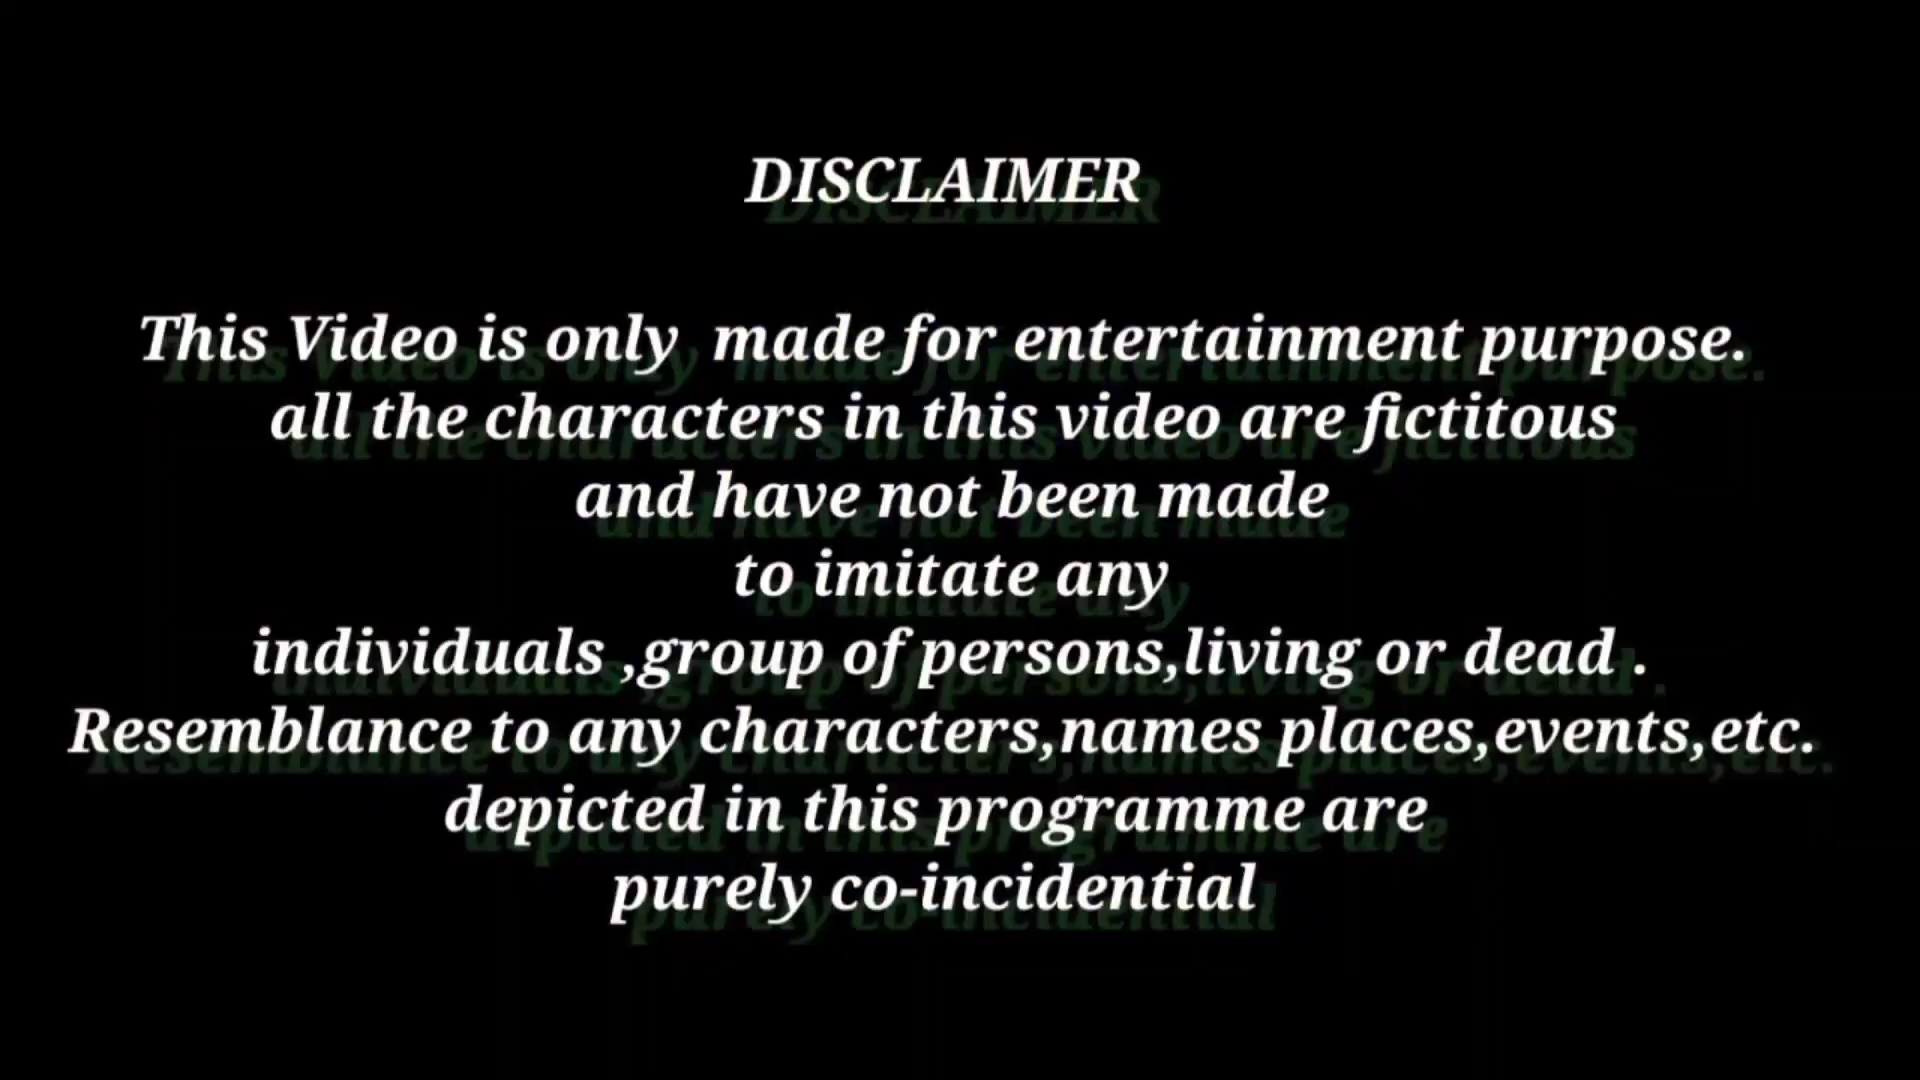 DISCLAIMER
This Video is only made for entertainment purpose.
all the characters in this video are fictitous
and have not been made
to imitate any
individuals ,group of persons,living or dead .
Resemblance to any characters,names places,events,etc.
depicted in this programme are
purely co-incidential